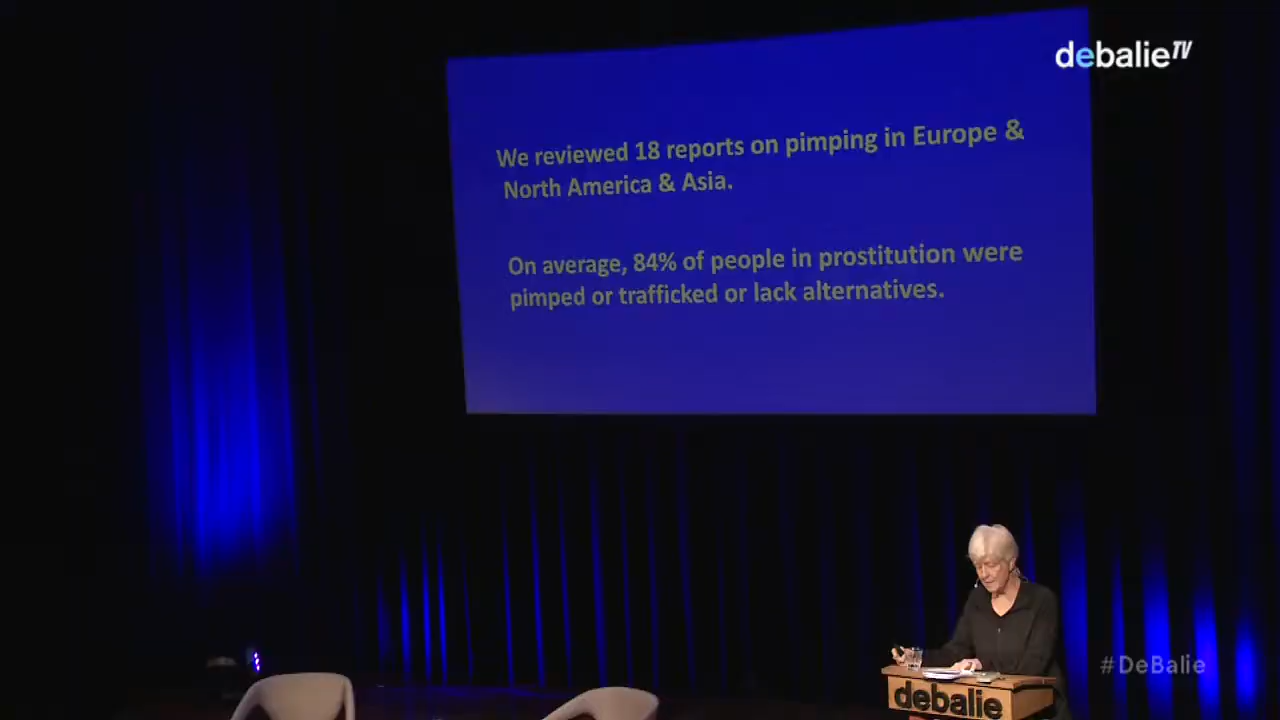 debalieTV
We reviewed 18 reports on pimping in Europe &
North America & Asia.
On average, 84% of people in prostitution were
pimped or trafficked or lack alternatives.
#DeBalie
debalie